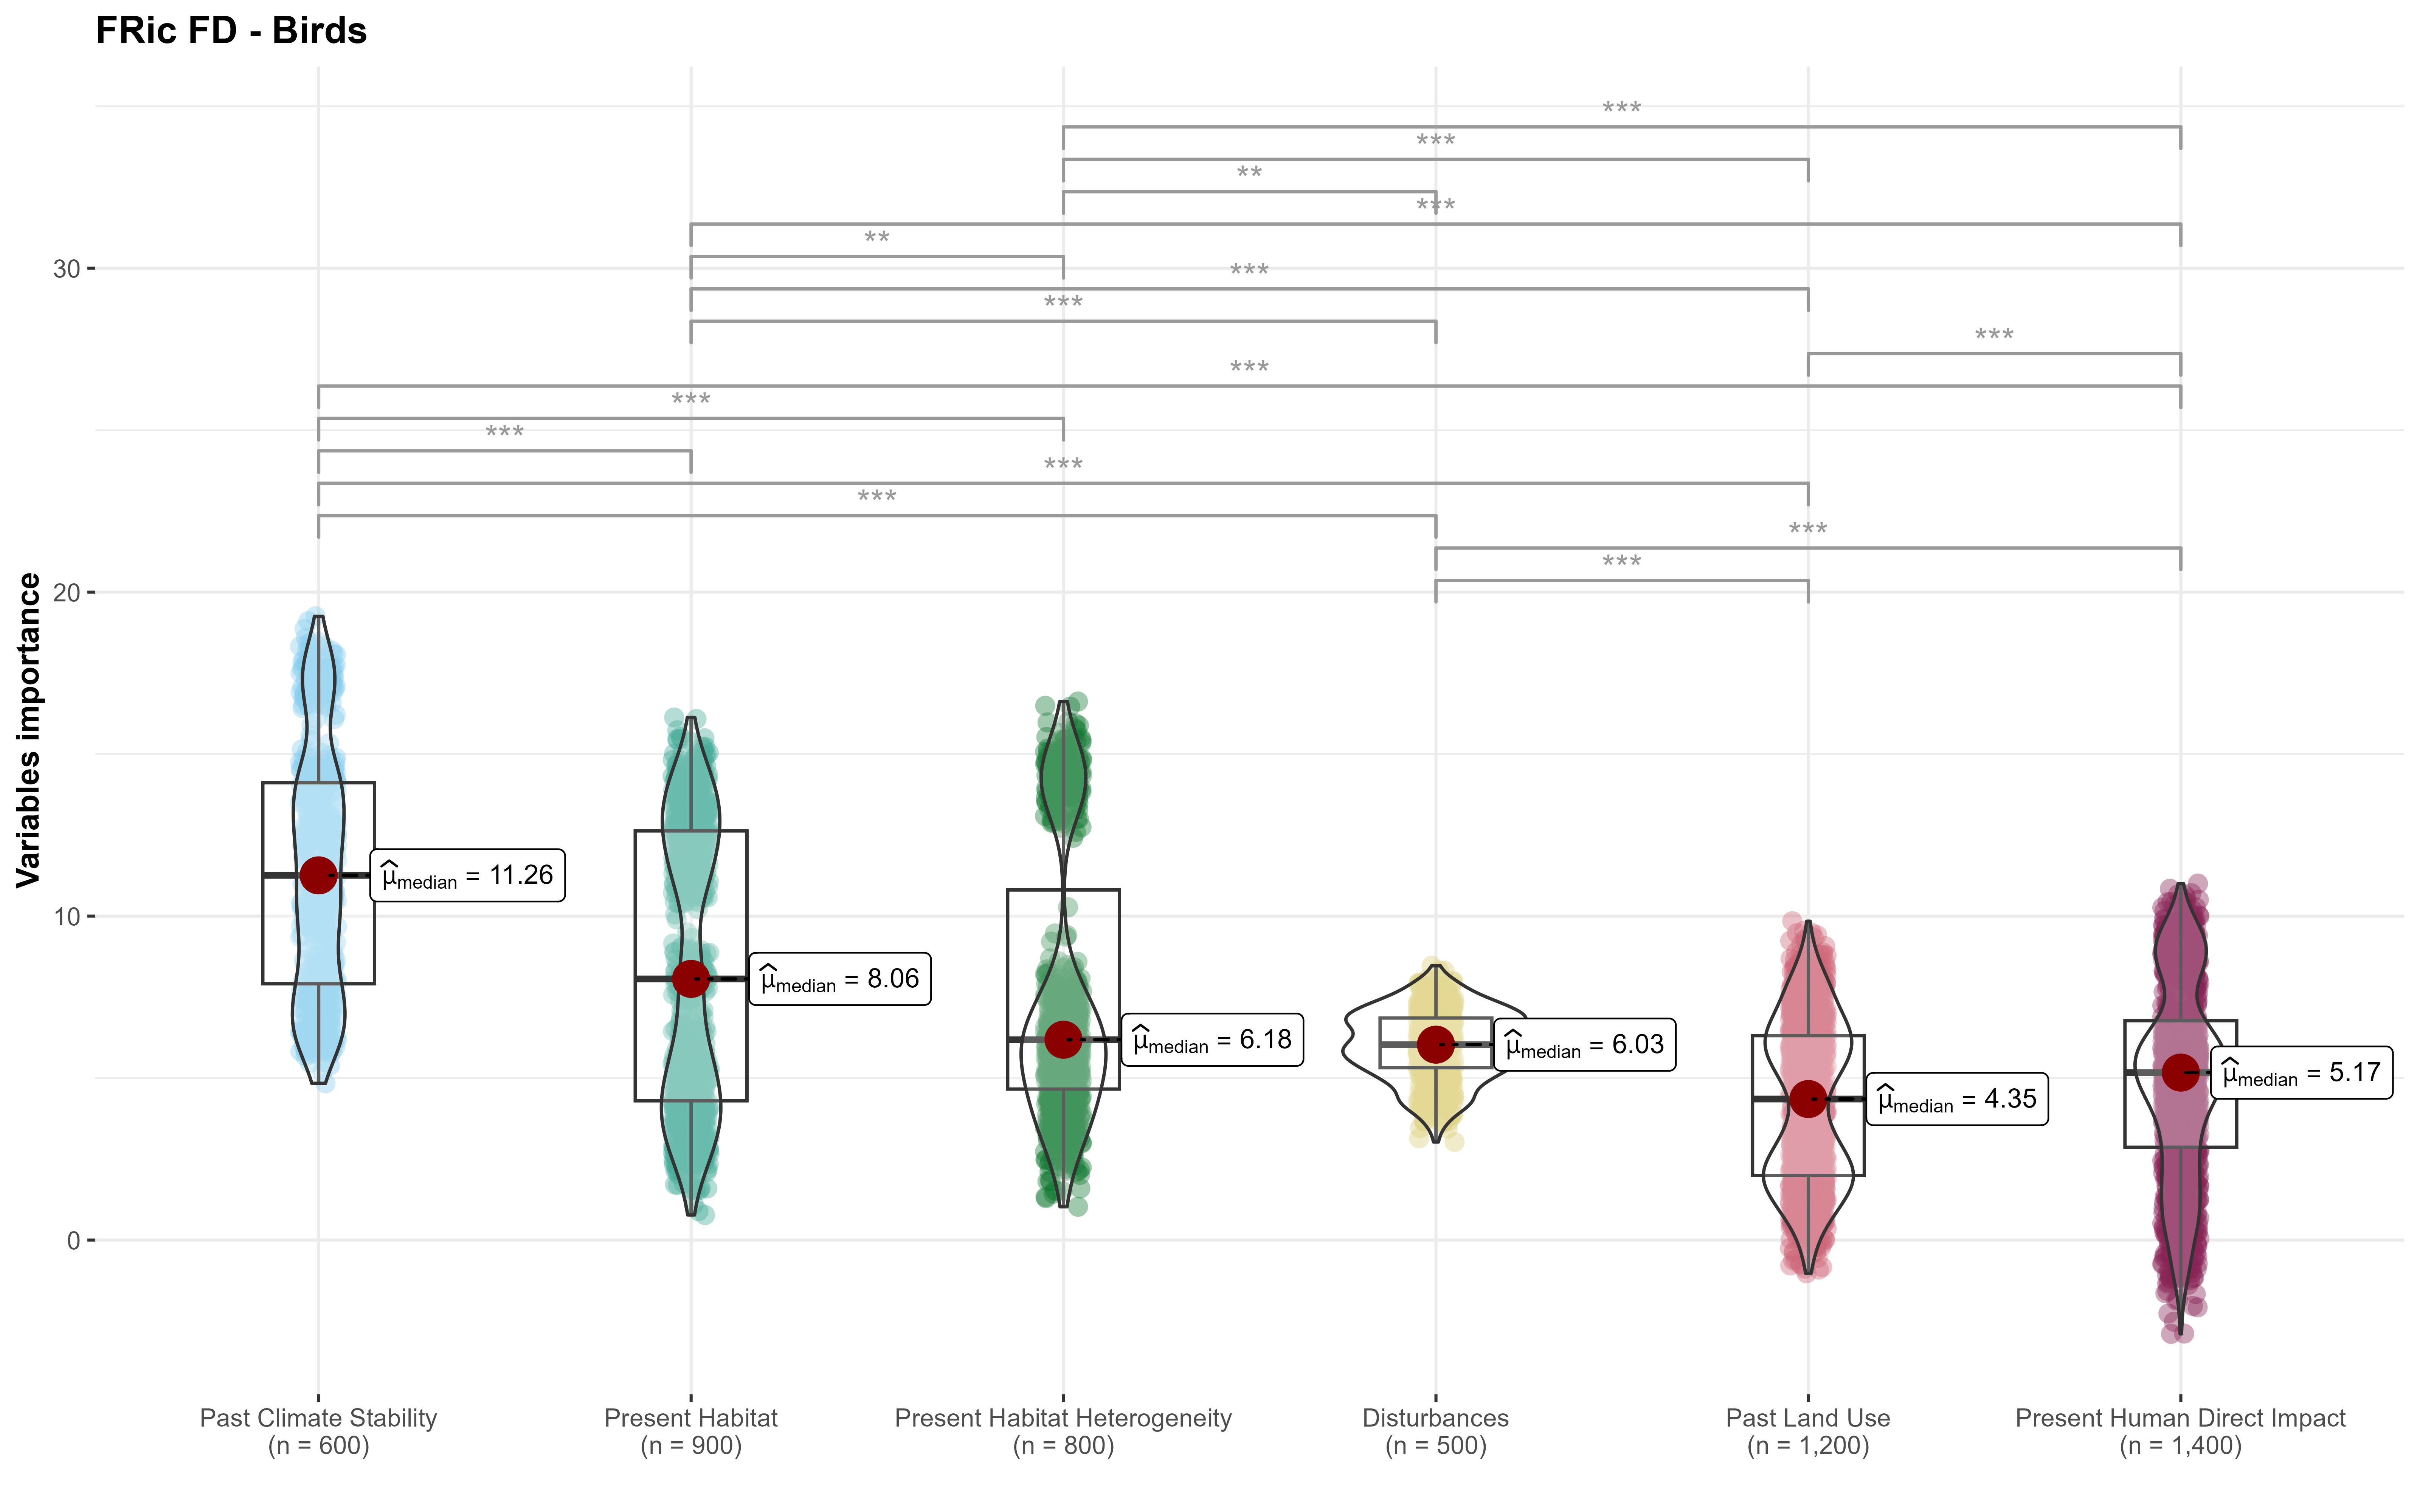 FRic FD - Birds
***
***
**
***
**
***
***
***
***
***
***
***
***
***
***
Variables importance
30
20
10
0
μ̂median = 11.26
μ̂median = 8.06
μ̂median = 6.18
μ̂median = 6.03
μ̂median = 4.35
μ̂median = 5.17
Past Climate Stability
(n = 600)
Present Habitat
(n = 900)
Present Habitat Heterogeneity
(n = 800)
Disturbances
(n = 500)
Past Land Use
(n = 1,200)
Present Human Direct Impact
(n = 1,400)